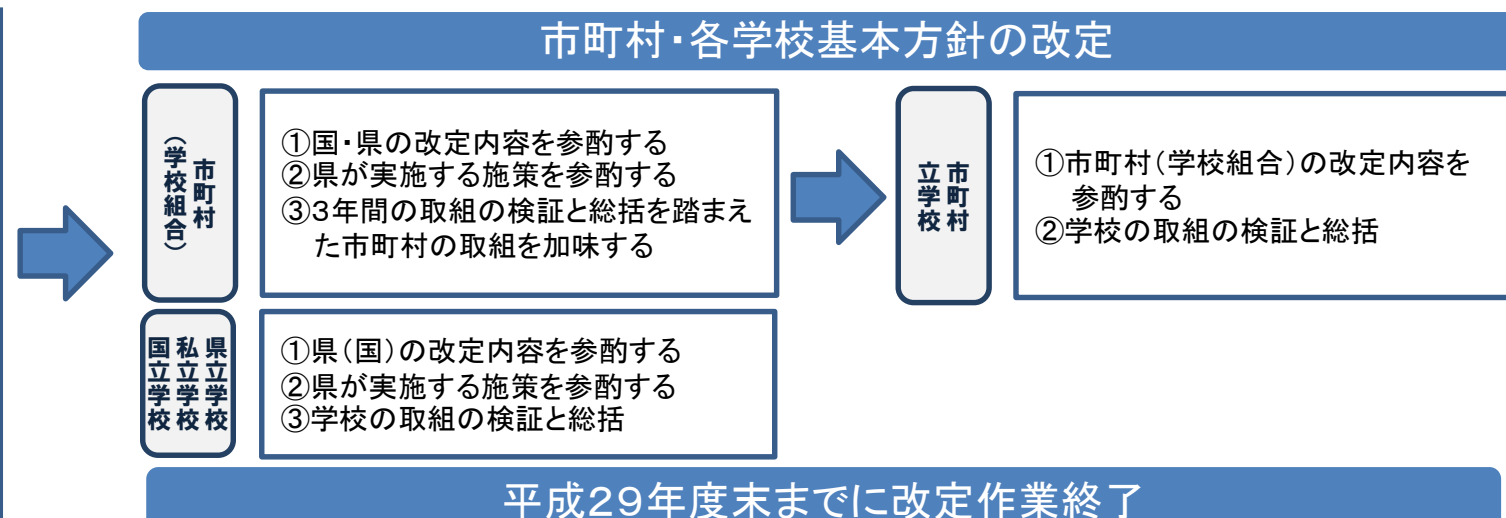 市町村・各学校基本方針の改定
市町村
（学校組合）
①国・県の改定内容を参酌する
②県が実施する施策を参酌する
③３年間の取組の検証と総括を踏まえ
た市町村の取組を加味する
市町村
立学校
①市町村（学校組合）の改定内容を
参酌する
②学校の取組の検証と総括
県立学校
私立学校
国立学校
①県（国）の改定内容を参酌する
②県が実施する施策を参酌する
③学校の取組の検証と総括
平成２９年度末までに改定作業終了